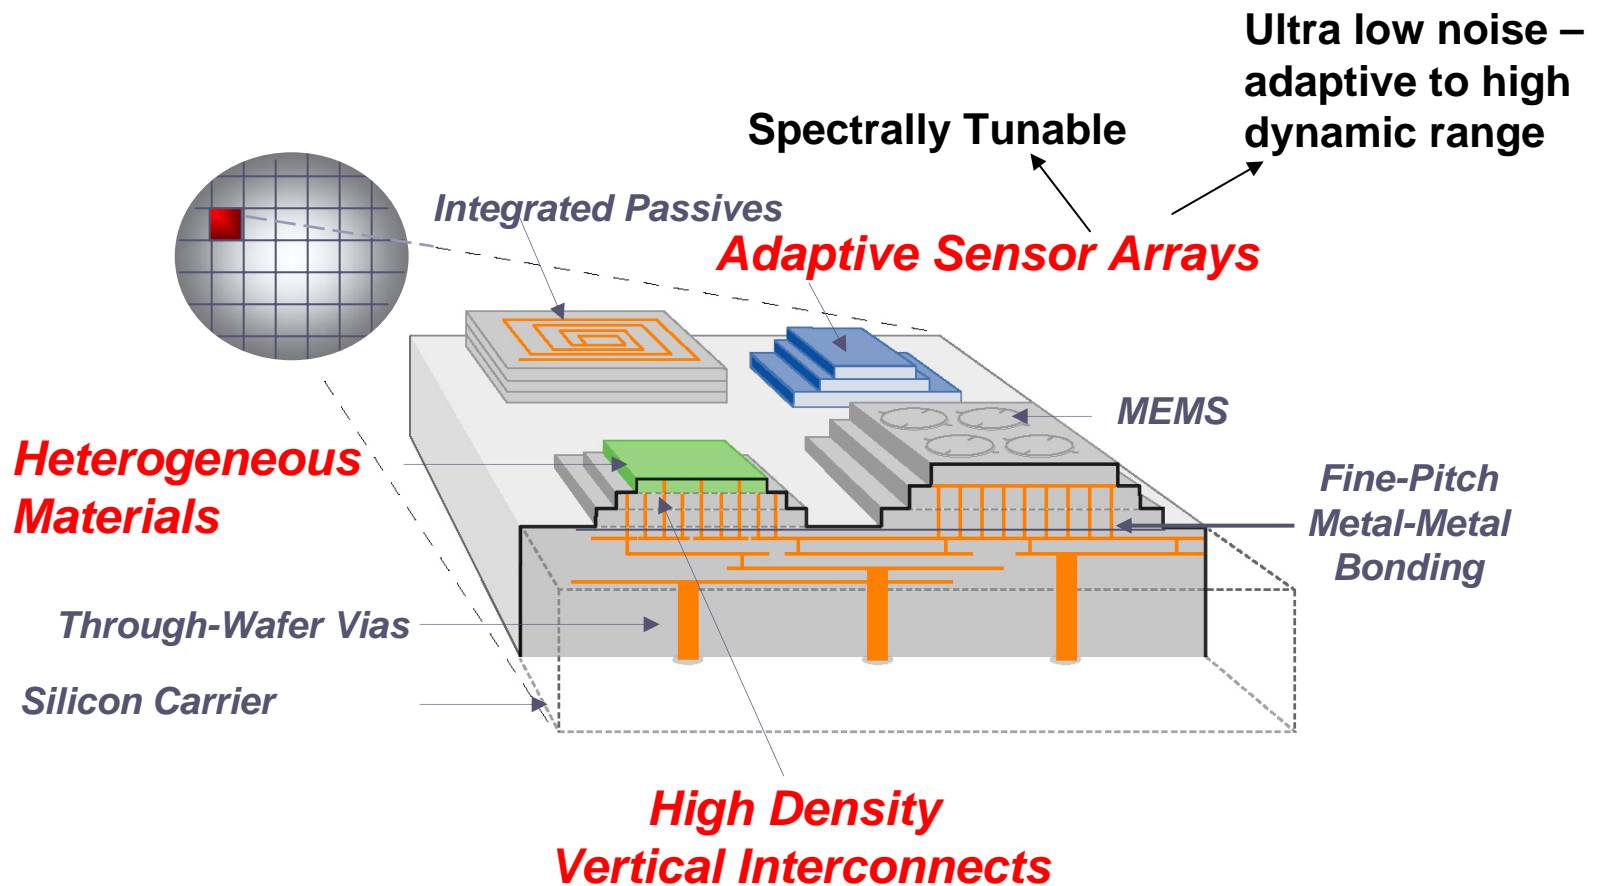 Ultra low noise –
adaptive to high
dynamic range
Spectrally Tunable
Integrated Passives
Adaptive Sensor Arrays
MEMS
Heterogeneous
Materials
Fine-Pitch
Metal-Metal
Bonding
Through-Wafer Vias
Silicon Carrier
High Density
Vertical Interconnects